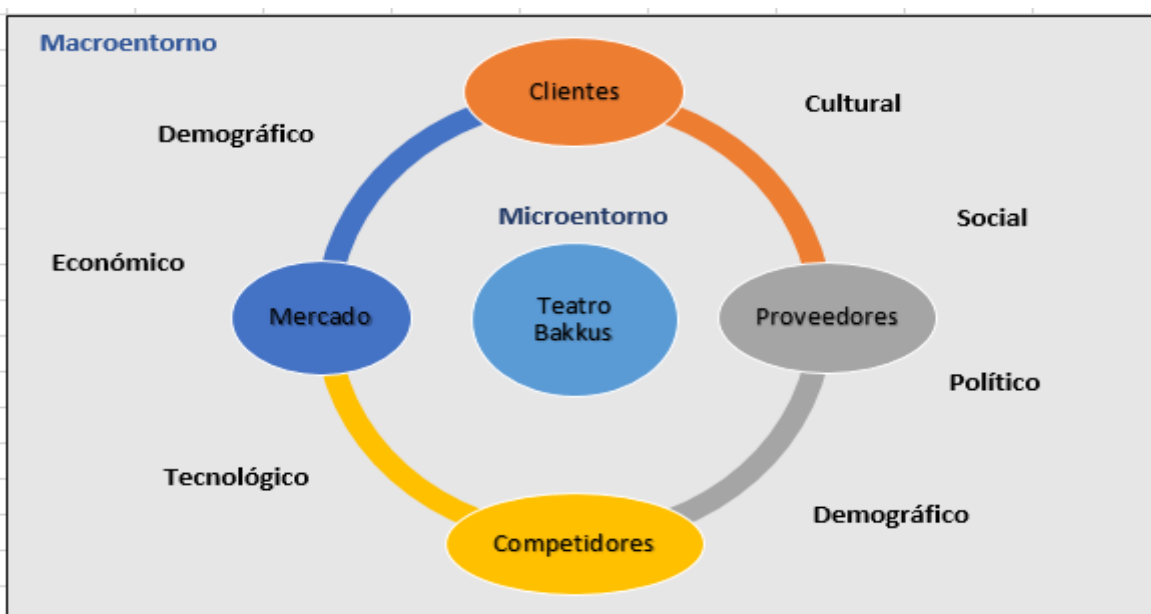 Macroentorno
Clientes
Cultural
Demográfico
Microentorno
Social
Económico
Mercado
Teatro
Bakkus
Proveedores
Político
Tecnológico
Demográfico
Competidores